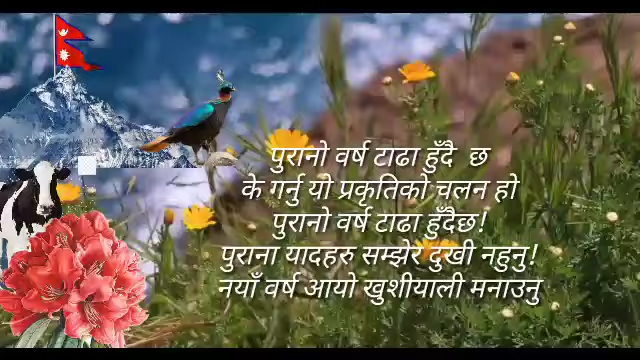 पुरानो वर्ष टाढा हुँदै छ
के गर्नु यो प्रकृतिको चलन हो
पुरानो वर्ष टाढा हुँदैछ!
पुराना यादहरु सम्झेर दुखी नहुनु!
नयाँ वर्ष आयो खुशीयाली मनाउनु